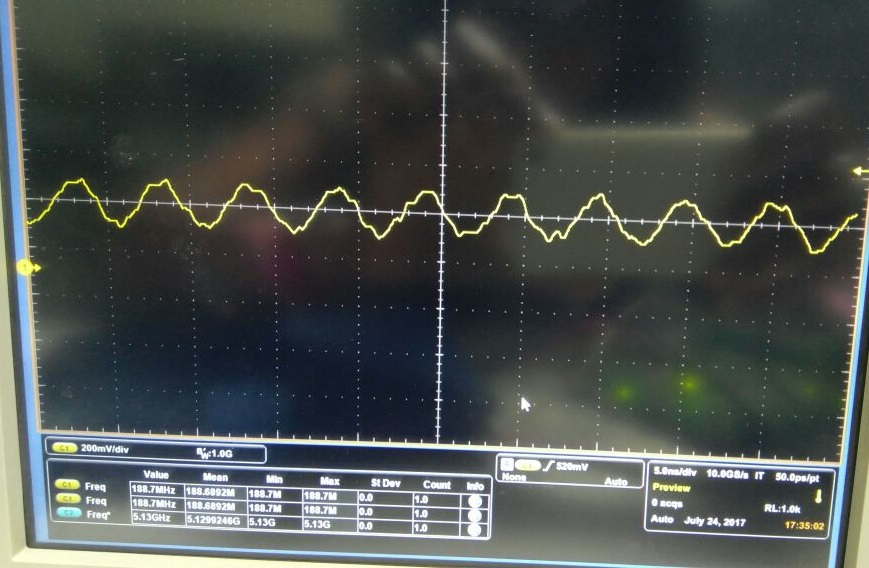 C1 200mV/div BW:1.0G
Value Mean Min Max St Dev Count Info
C1 Freq 188.7MHz 188.6892M 188.7M 188.7M 0.0 1.0
C1 Freq 188.7MHz 188.6892M 188.7M 188.7M 0.0 1.0
C2 Freq* 5.13GHz 5.1299246G 5.13G 5.13G 0.0 1.0
C1 520mV
None Auto
5.0ns/div 10.0GS/s IT 50.0ps/pt
Preview
0 acqs RL:1.0k
Auto July 24, 2017 17:35:02